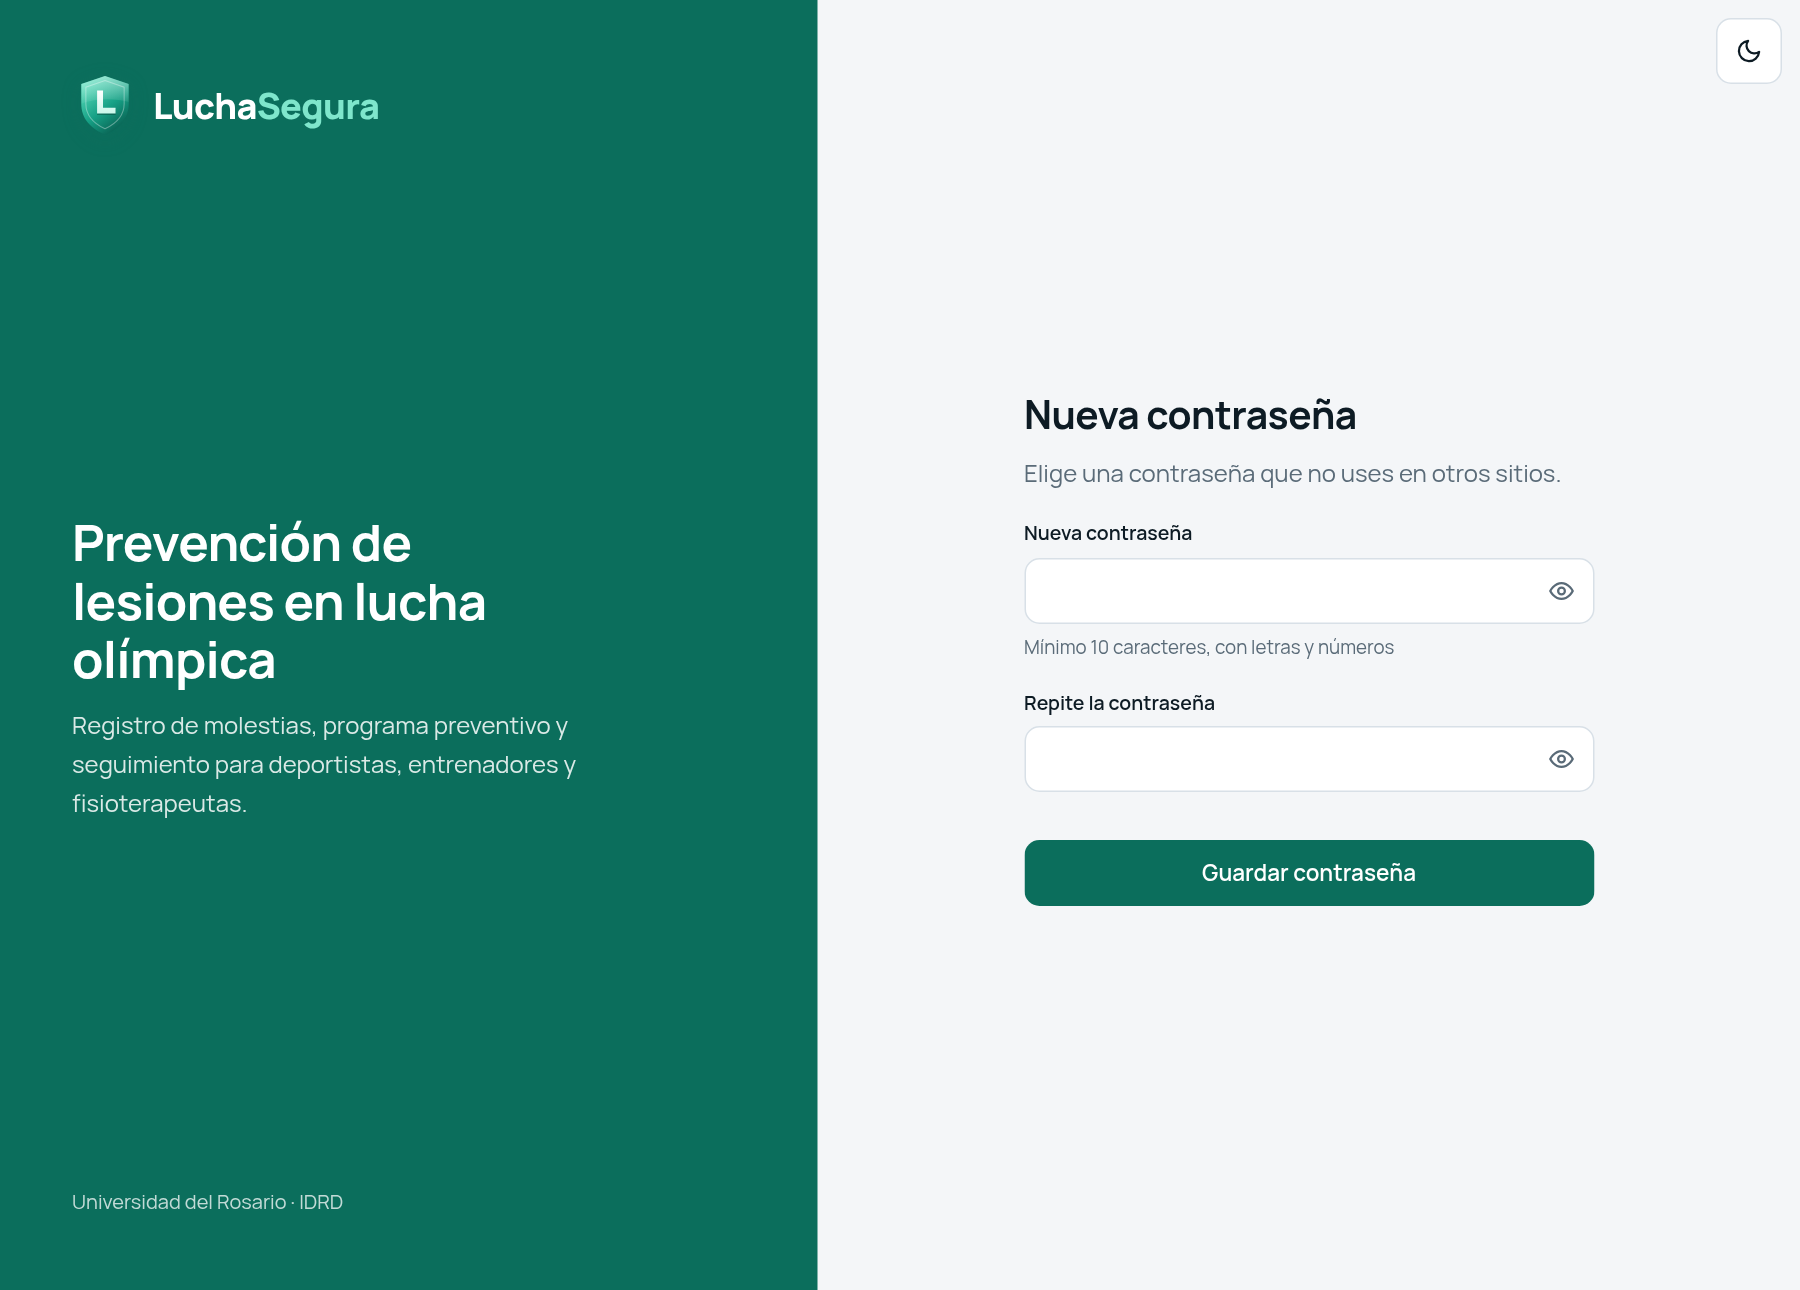 L LuchaSegura
Prevención de
lesiones en lucha
olímpica
Registro de molestias, programa preventivo y
seguimiento para deportistas, entrenadores y
fisioterapeutas.
Universidad del Rosario · IDRD
Nueva contraseña
Elige una contraseña que no uses en otros sitios.
Nueva contraseña
Mínimo 10 caracteres, con letras y números
Repite la contraseña
Guardar contraseña